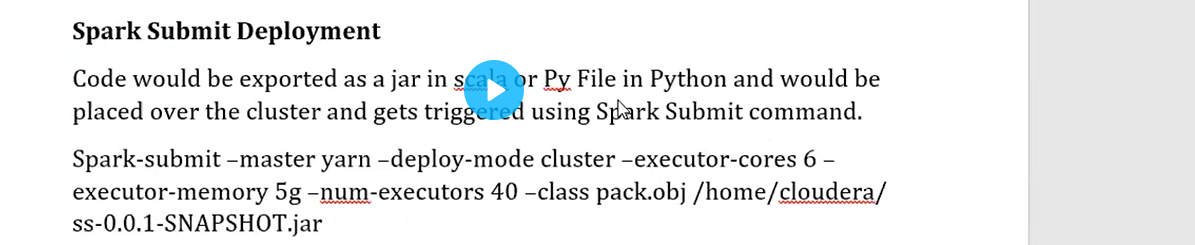 Spark Submit Deployment
Code would be exported as a jar in scala or Py File in Python and would be
placed over the cluster and gets triggered using Spark Submit command.
Spark-submit –master yarn –deploy-mode cluster –executor-cores 6 –
executor-memory 5g –num-executors 40 –class pack.obj /home/cloudera/
ss-0.0.1-SNAPSHOT.jar